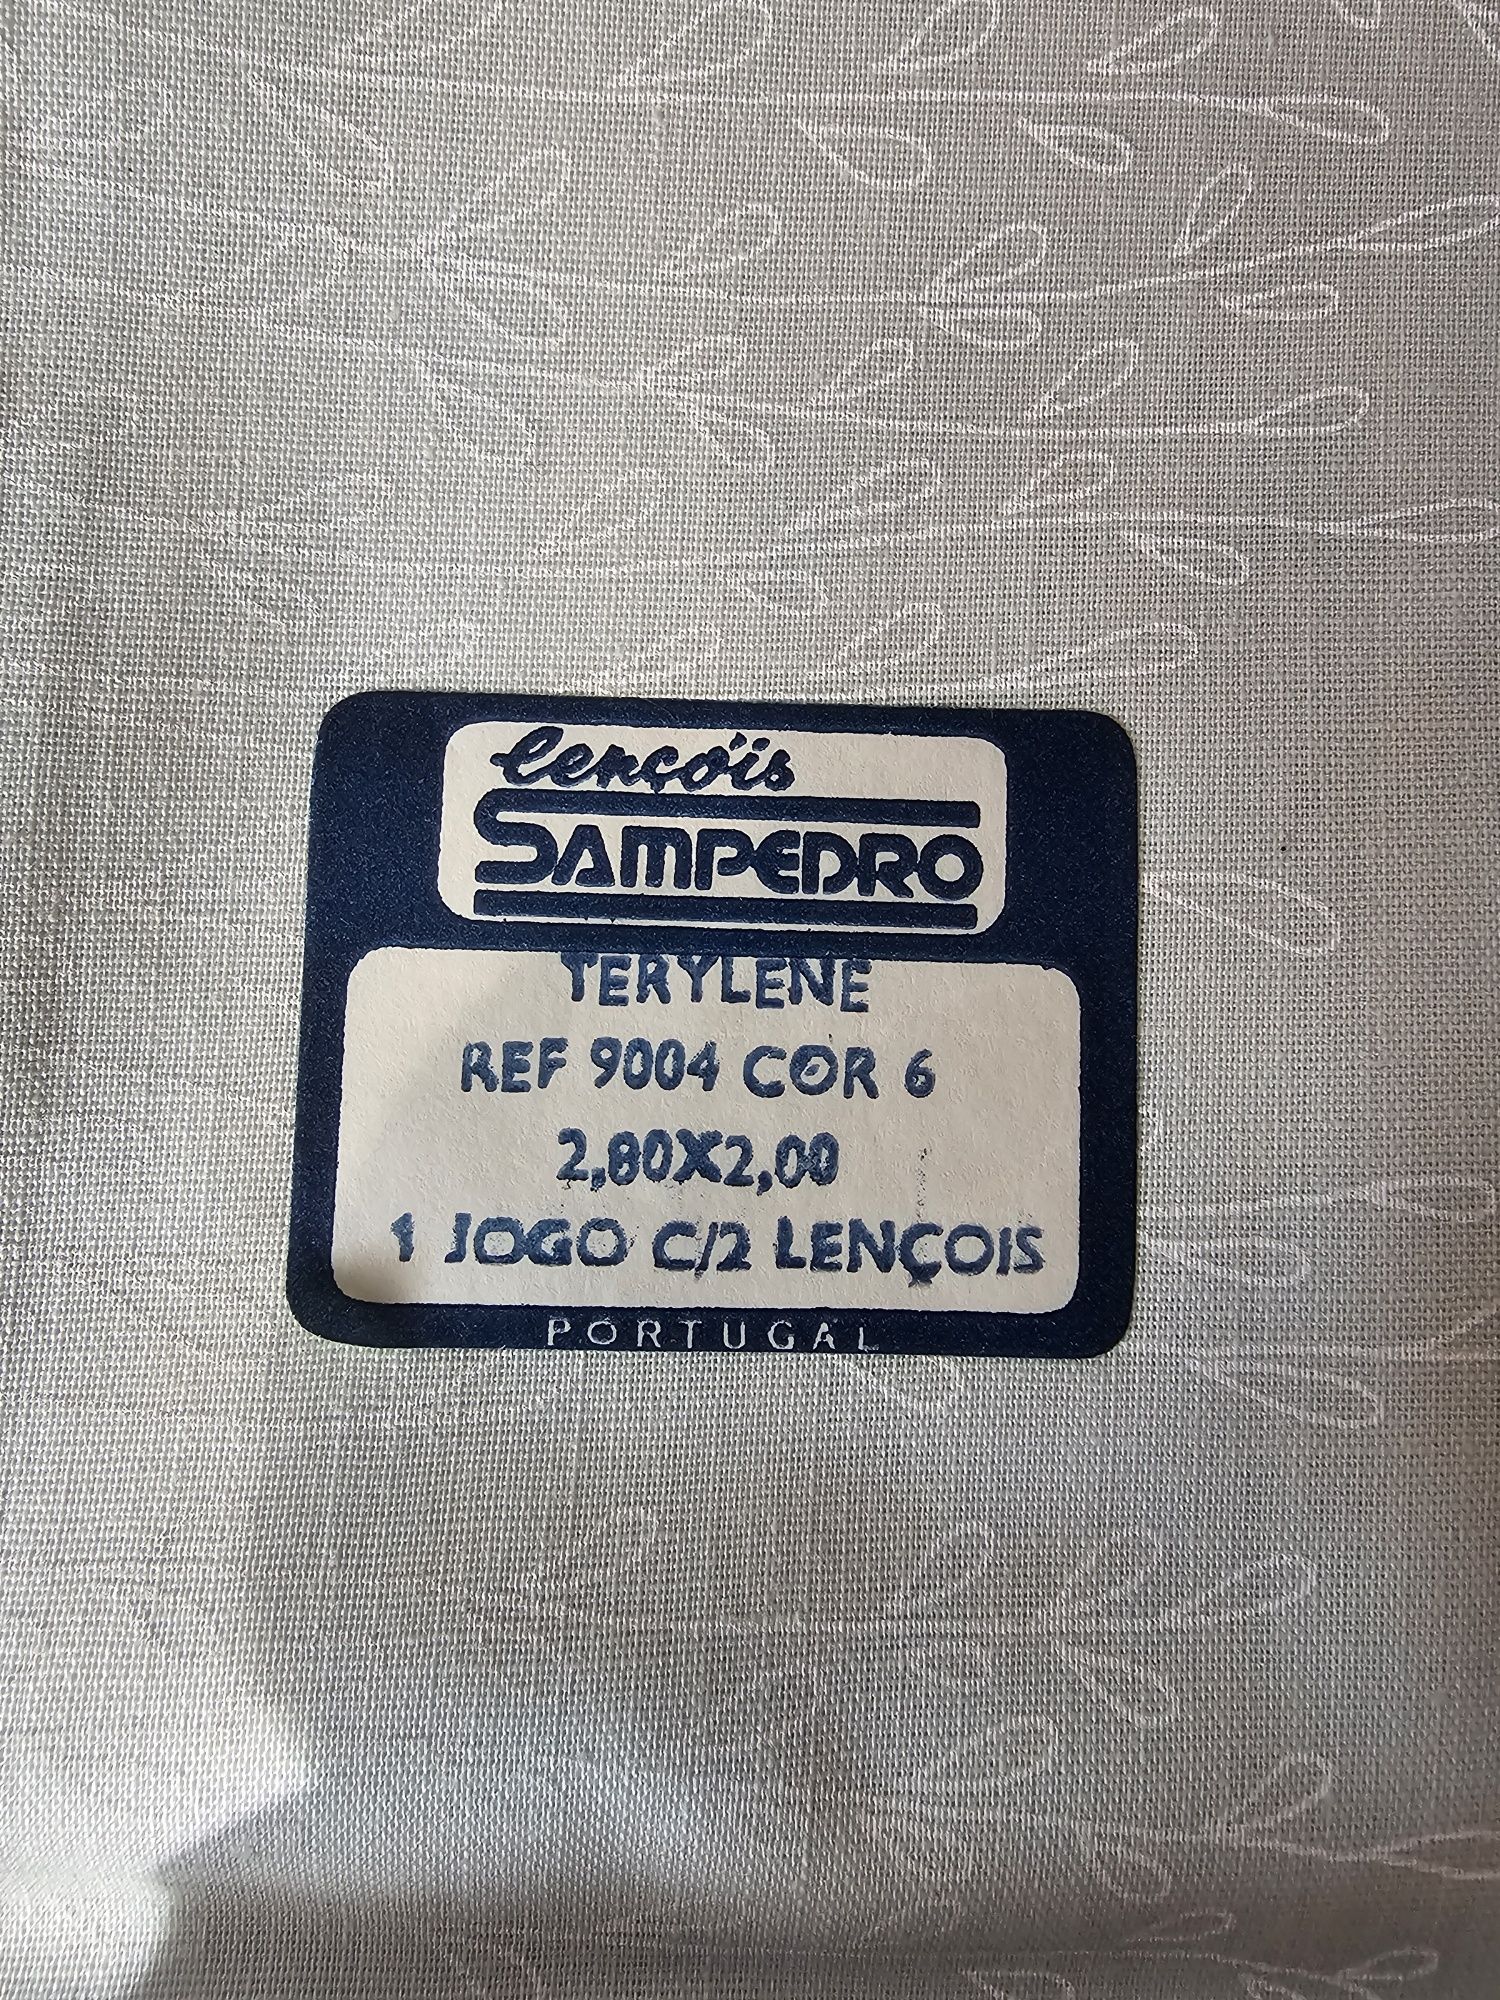 lençóis
SAMPEDRO
TERYLENE
REF 9004 COR 6
2,80X2,00
1 JOGO C/2 LENÇOIS
PORTUGAL